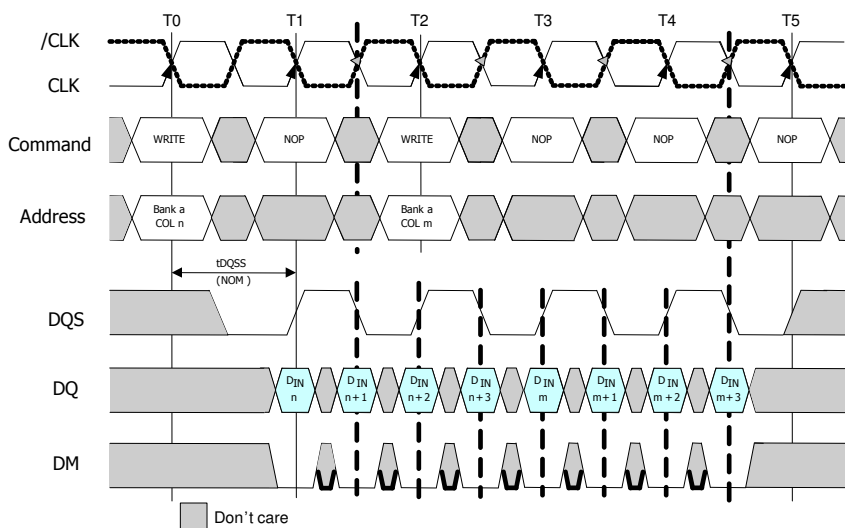 T0 T1 T2 T3 T4 T5
/CLK
CLK
Command WRITE NOP WRITE NOP NOP NOP
Address Bank a COL n Bank a COL m
tDQSS
(NOM )
DQS
DQ DIN n DIN n+1 DIN n+2 DIN n+3 DIN m DIN m+1 DIN m+2 DIN m+3
DM
Don't care